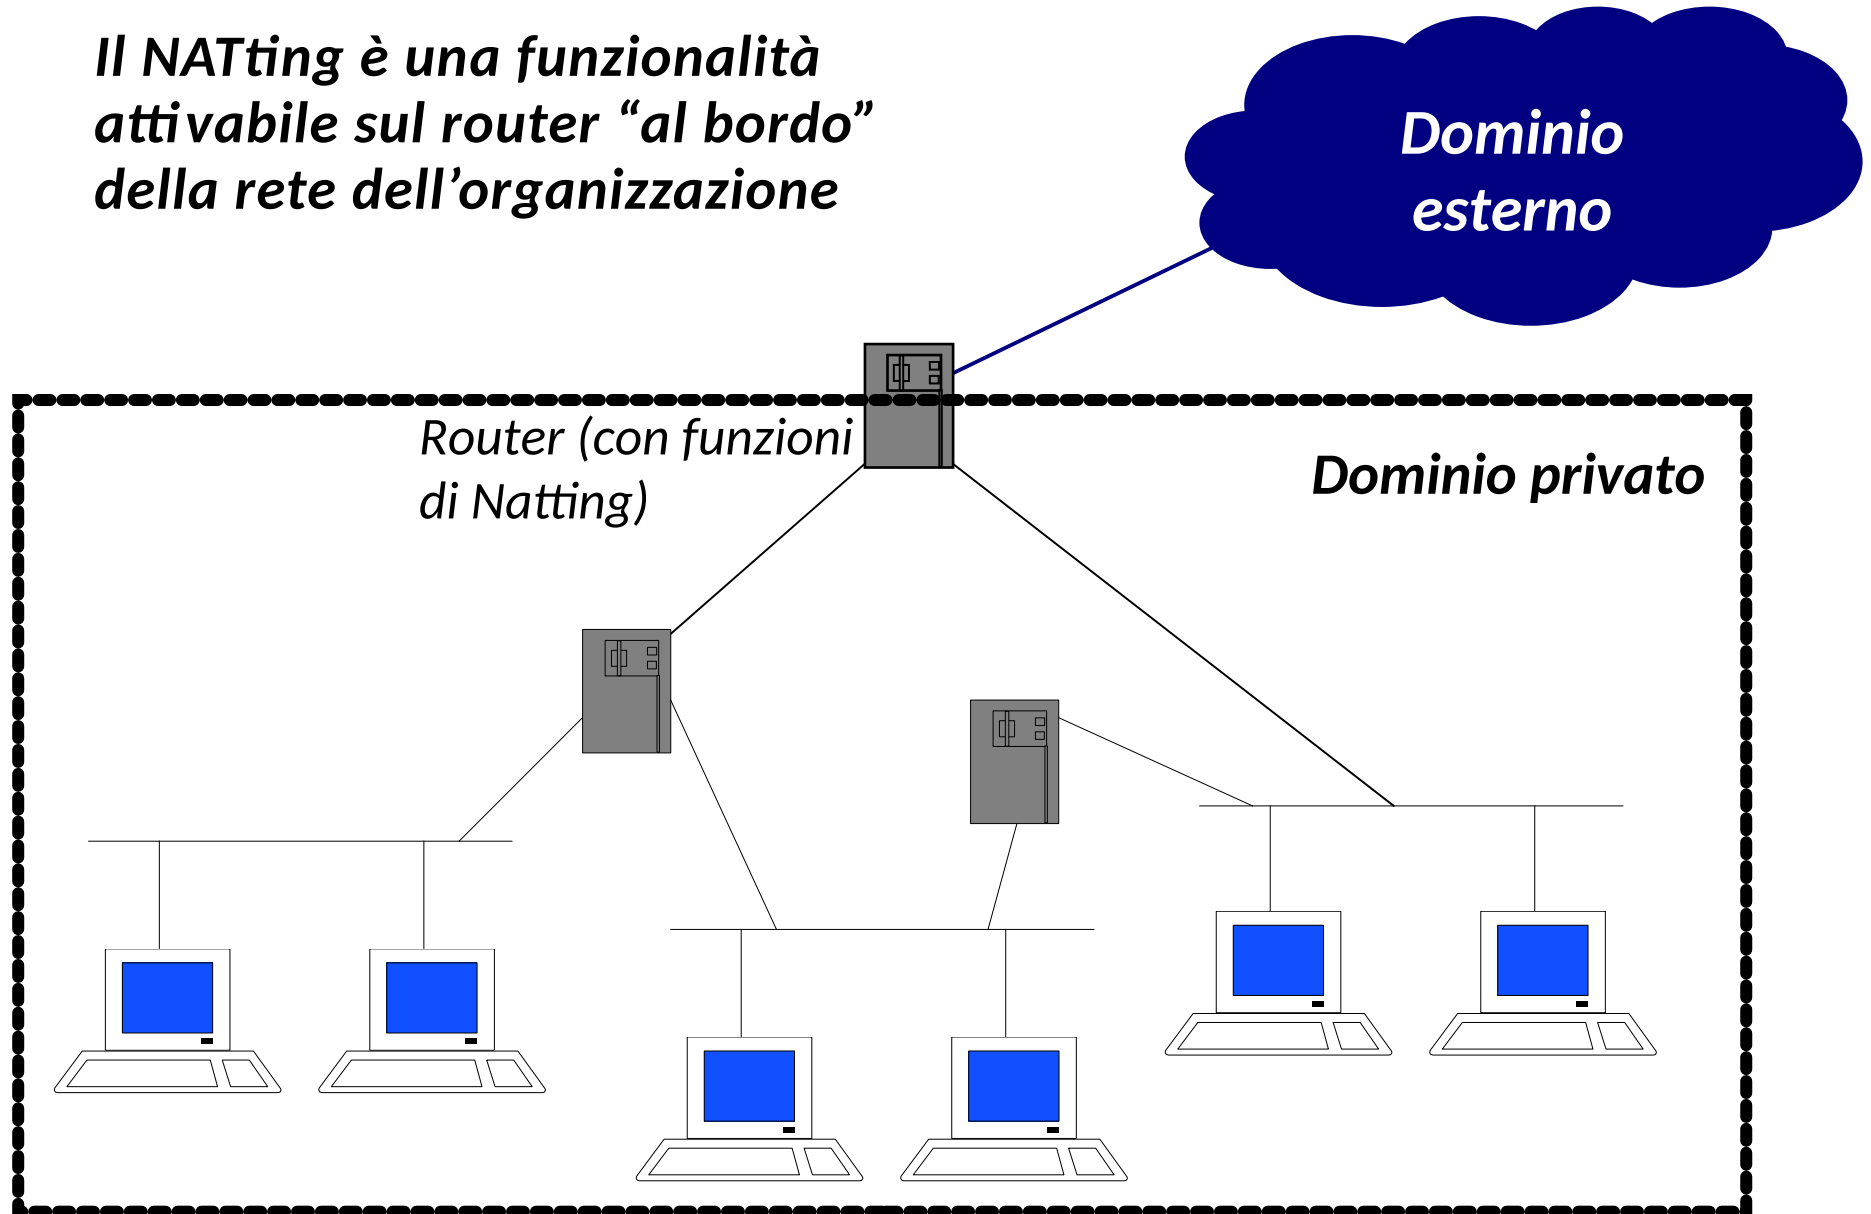 Il NATting è una funzionalità
attivabile sul router “al bordo”
della rete dell’organizzazione
Dominio
esterno
Router (con funzioni
di Natting)
Dominio privato